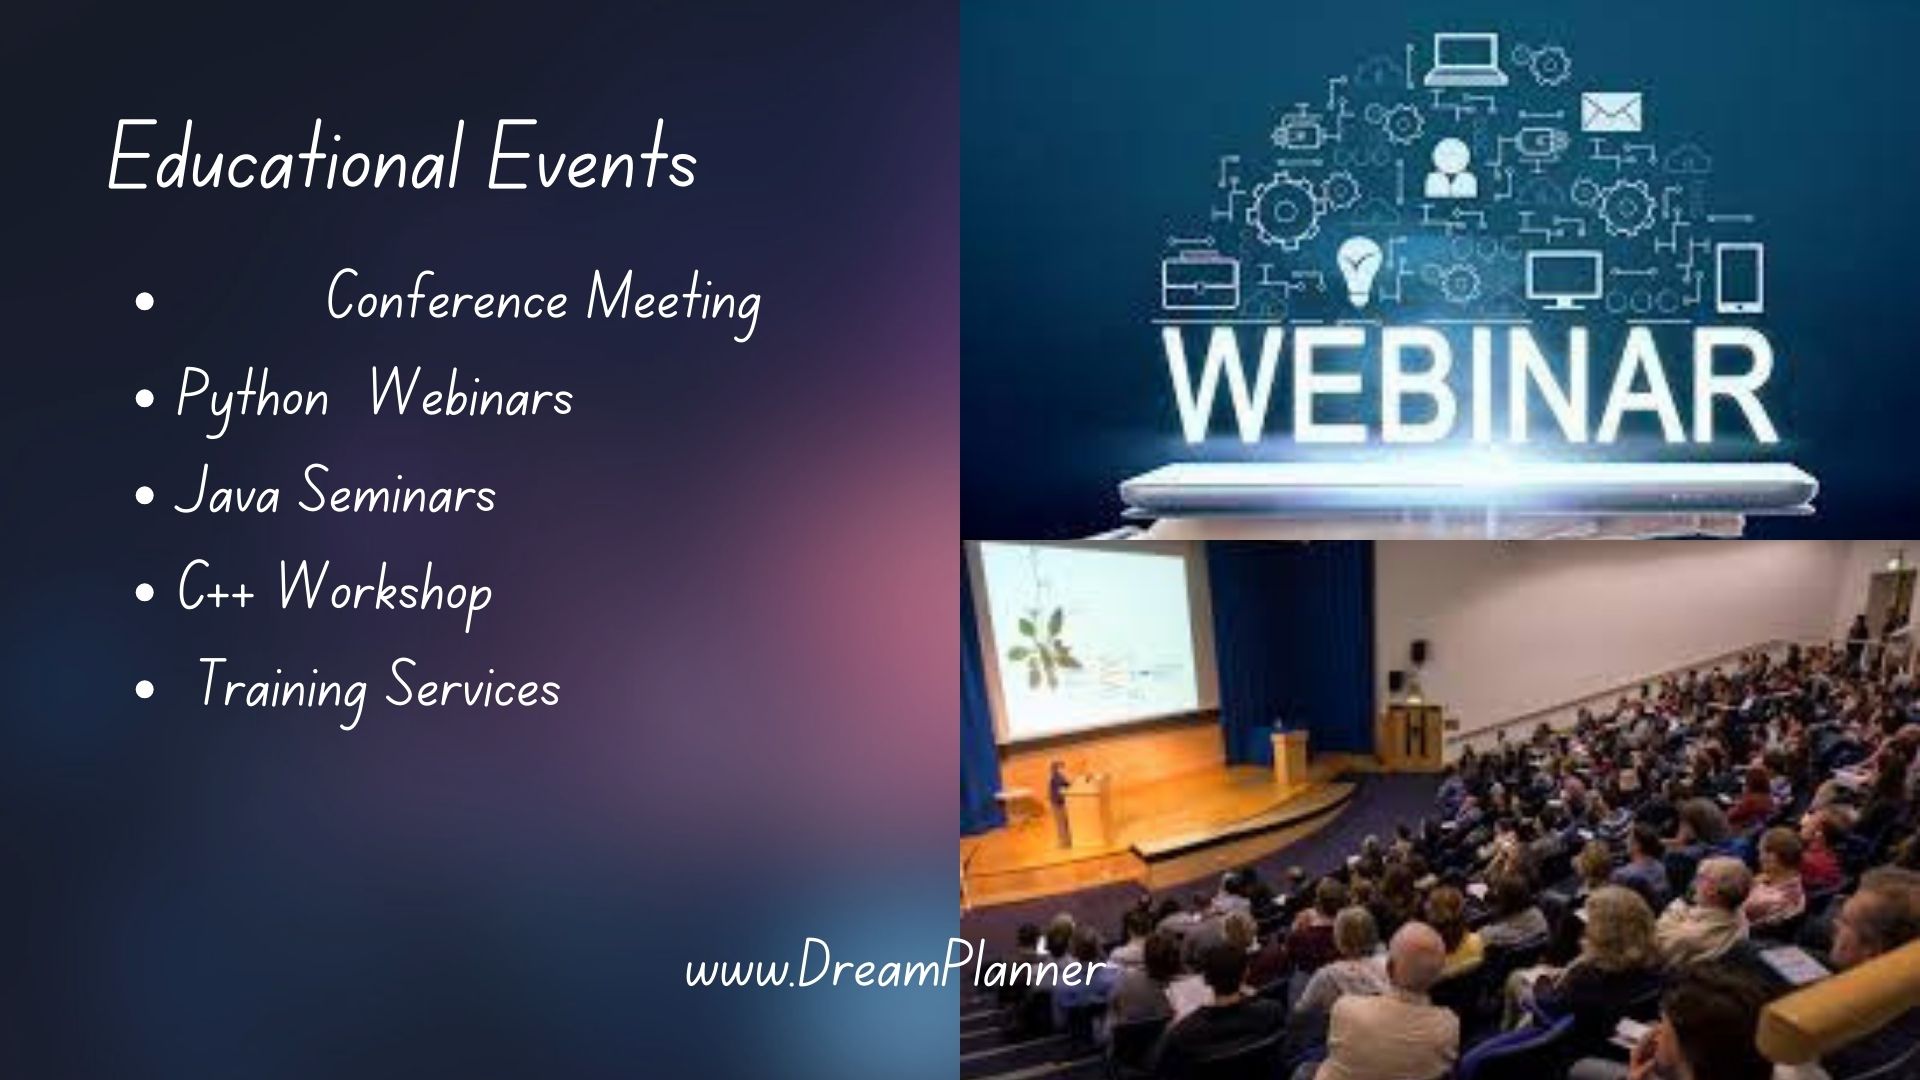 Educational Events
• Conference Meeting
• Python Webinars
• Java Seminars
• C++ Workshop
• Training Services
WEBINAR
www.DreamPlanner